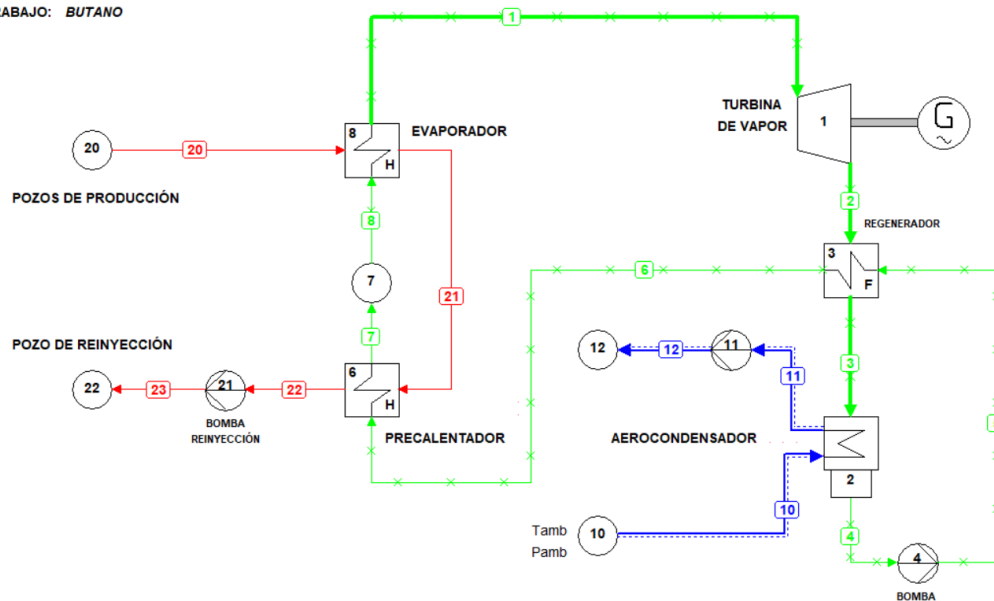 RABAJO: BUTANO
1
TURBINA
DE VAPOR
1
G
8
EVAPORADOR
H
20
20
POZOS DE PRODUCCIÓN
2
REGENERADOR
8
3
F
6
7
21
7
POZO DE REINYECCIÓN
12
12
11
3
22
23
21
22
6
H
11
BOMBA
REINYECCIÓN
PRECALENTADOR
AEROCONDENSADOR
2
10
Tamb
Pamb
10
4
4
BOMBA